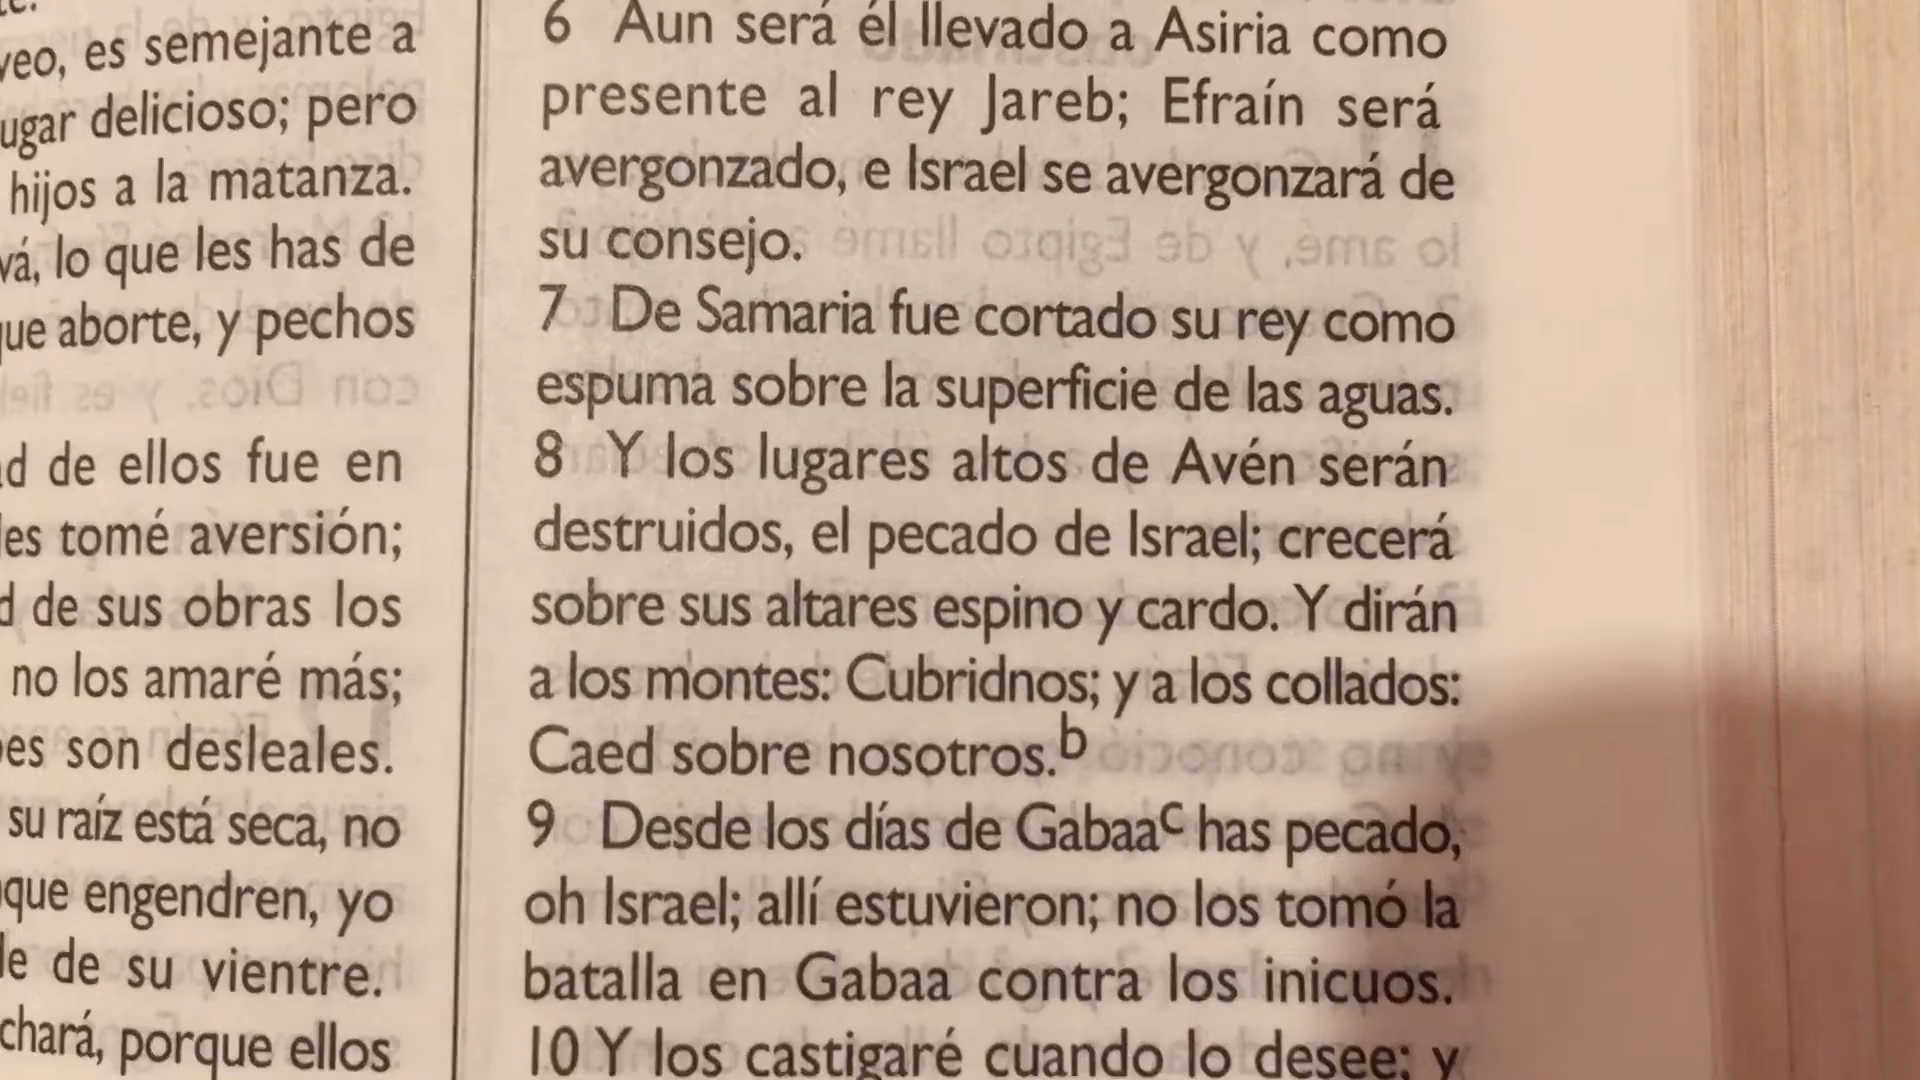 veo, es semejante a
ugar delicioso; pero
hijos a la matanza.
vá, lo que les has de
que aborte, y pechos
d de ellos fue en
les tomé aversión;
d de sus obras los
no los amaré más;
es son desleales.
su raíz está seca, no
que engendren, yo
de su vientre.
chará, porque ellos
6 Aun será él llevado a Asiria como
presente al rey Jareb; Efraín será
avergonzado, e Israel se avergonzará de
su consejo.
7 De Samaria fue cortado su rey como
espuma sobre la superficie de las aguas.
8 Y los lugares altos de Avén serán
destruidos, el pecado de Israel; crecerá
sobre sus altares espino y cardo. Y dirán
a los montes: Cubridnos; y a los collados:
Caed sobre nosotros.b
9 Desde los días de Gabaac has pecado,
oh Israel; allí estuvieron; no los tomó la
batalla en Gabaa contra los inicuos.
10 Y los castigaré cuando lo desee; y